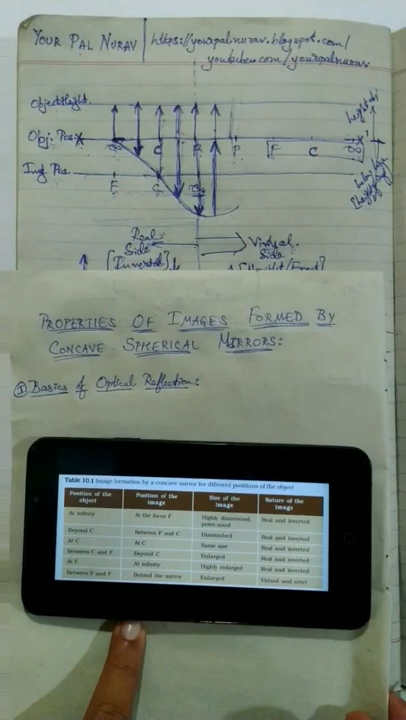 YOUR PAL NURAV
https://yourpalnurav.blogspot.com/
youtube.com/yourpalnurav
Object Height
Obj. Pos.
C F P F C
Img Pos.
F C
Real Side
Virtual Side
[Inverted]
PROPERTIES OF IMAGES FORMED BY
CONCAVE SPHERICAL MIRRORS:
① Basics of Optical Reflection:
Table 10.1 Image formation by a concave mirror for different positions of the object
Position of the object Position of the image Size of the image Nature of the image
At infinity At the focus F Highly diminished, point-sized Real and inverted
Beyond C Between F and C Diminished Real and inverted
At C At C Same size Real and inverted
Between C and F Beyond C Enlarged Real and inverted
At F At infinity Highly enlarged Real and inverted
Between P and F Behind the mirror Enlarged Virtual and erect